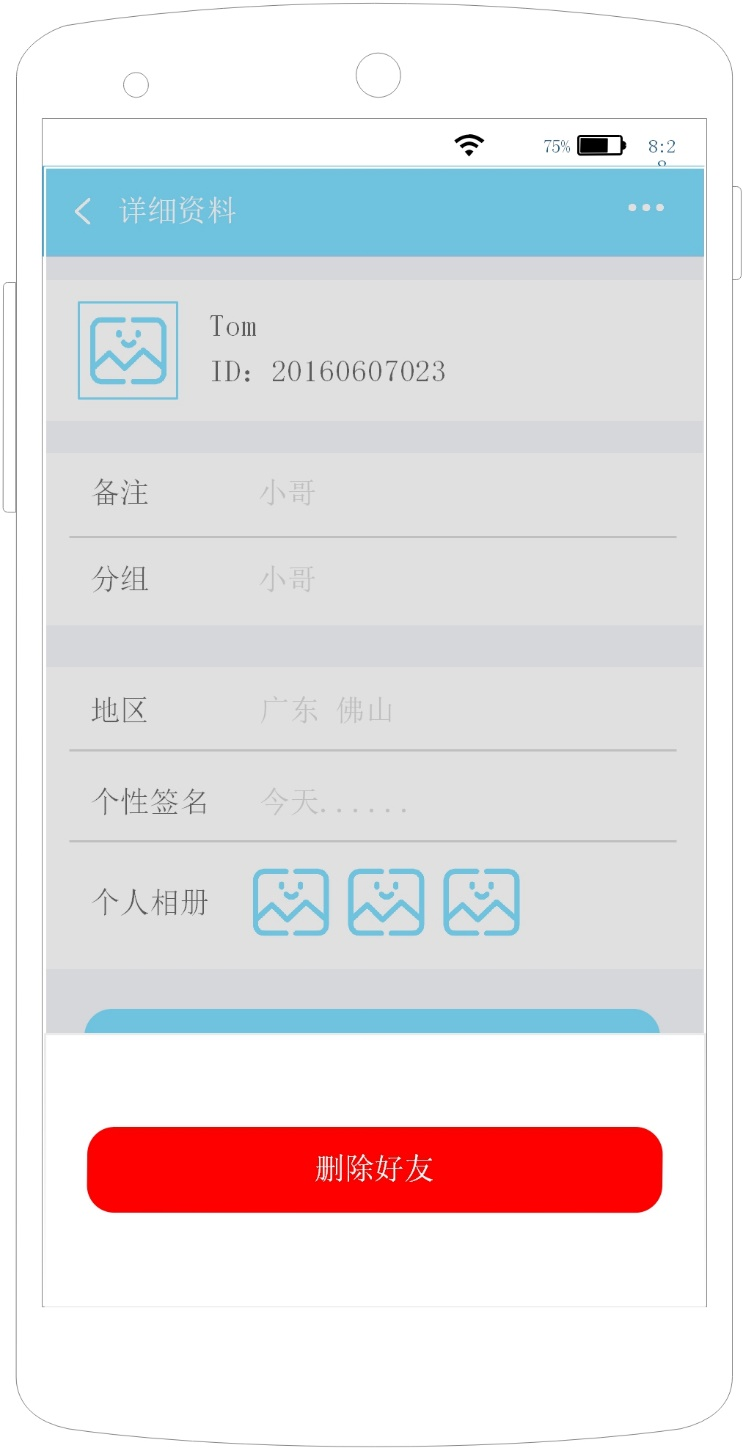 75%
8:2
8
详细资料
Tom
ID: 20160607023
备注 小哥
分组 小哥
地区 广东 佛山
个性签名 今天......
个人相册
删除好友